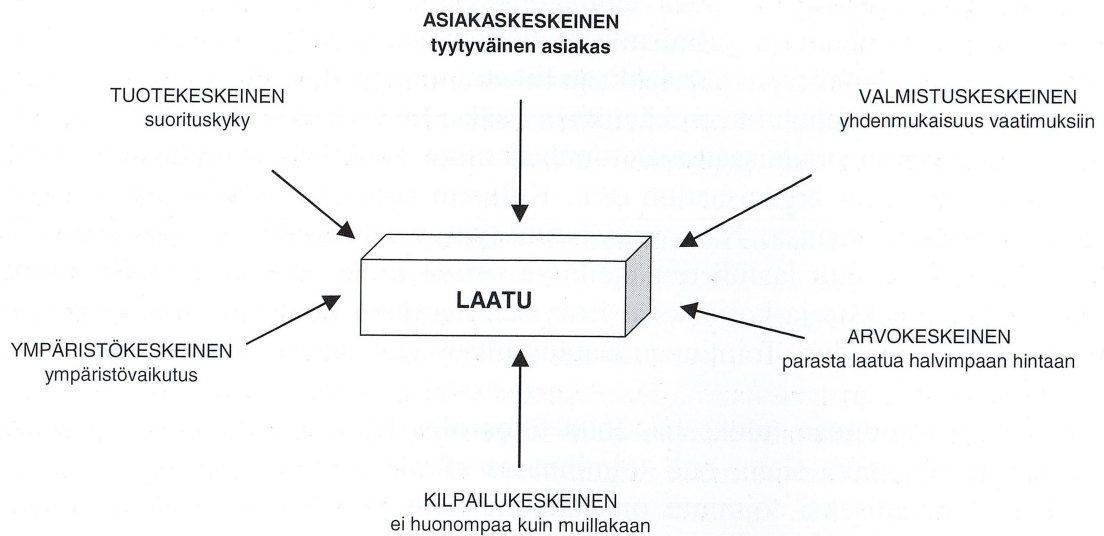 ASIAKASKESKEINEN
tyytyväinen asiakas
TUOTEKESKEINEN
suorituskyky
VALMISTUSKESKEINEN
yhdenmukaisuus vaatimuksiin
LAATU
YMPÄRISTÖKESKEINEN
ympäristövaikutus
ARVOKESKEINEN
parasta laatua halvimpaan hintaan
KILPAILUKESKEINEN
ei huonompaa kuin muillakaan